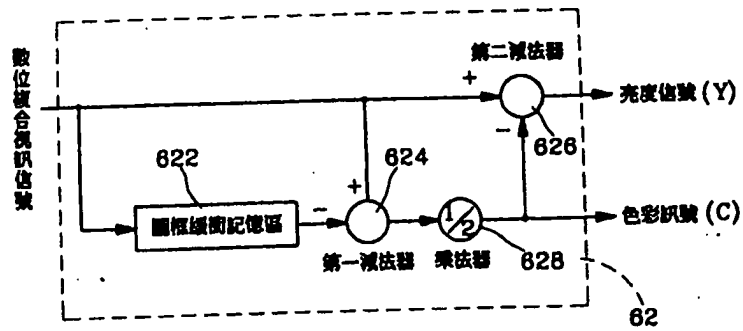 數位複合視訊信號
第二減法器
+
亮度信號(Y)
−
626
622
624
+
圖框緩衝記憶區
−
1/2
色彩訊號(C)
第一減法器
乘法器
628
62